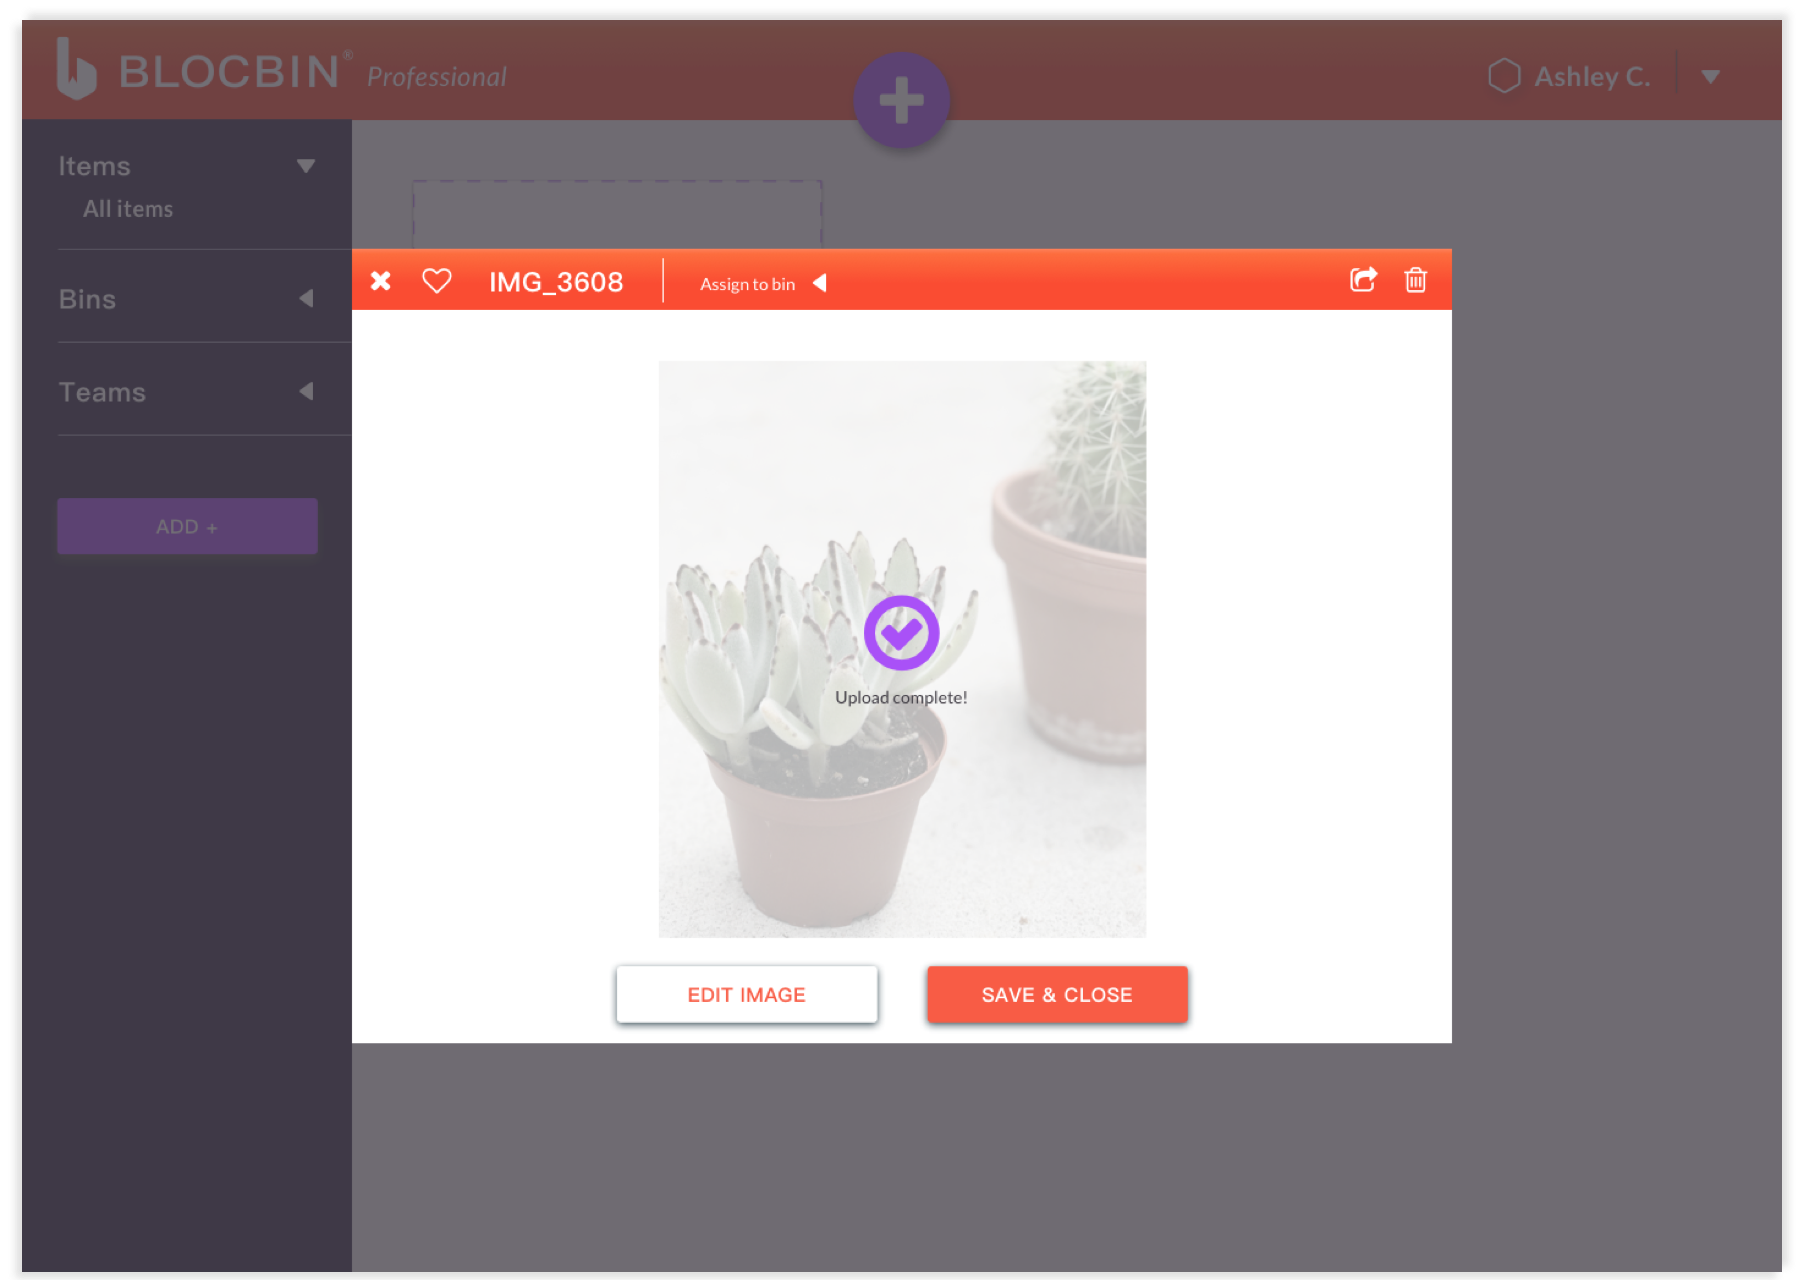 BLOCBIN® Professional
Ashley C.
Items
All items
Bins
Teams
ADD +
IMG_3608
Assign to bin
Upload complete!
EDIT IMAGE
SAVE & CLOSE